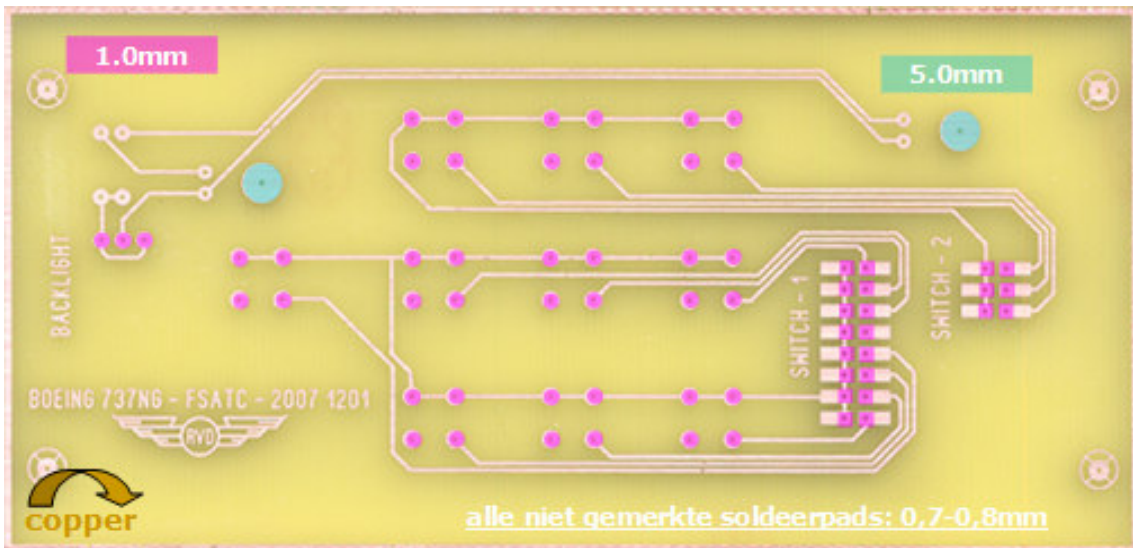 1.0mm
5.0mm
BACKLIGHT
SWITCH - 1
SWITCH - 2
BOEING 737NG - FSATC - 2007 1201
RVD
copper
alle niet gemerkte soldeerpads: 0,7-0,8mm